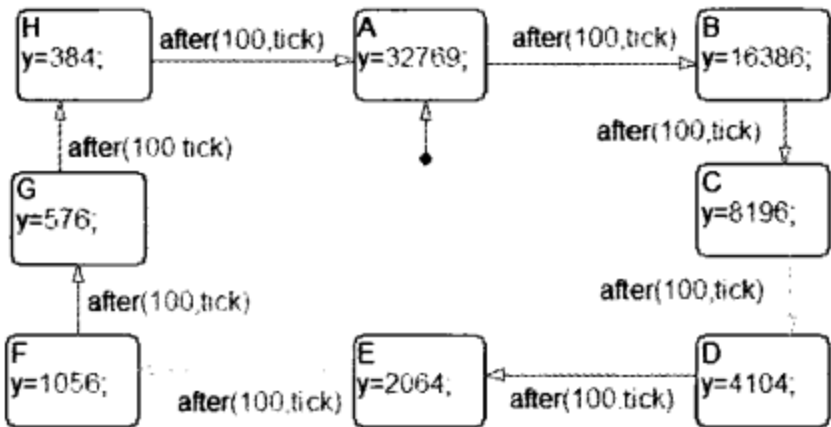 H
y=384;
after(100,tick)
A
y=32769;
after(100,tick)
B
y=16386;
after(100,tick)
after(100 tick)
G
y=576;
C
y=8196;
after(100,tick)
after(100,tick)
F
y=1056;
after(100,tick)
E
y=2064;
after(100.tick)
D
y=4104;